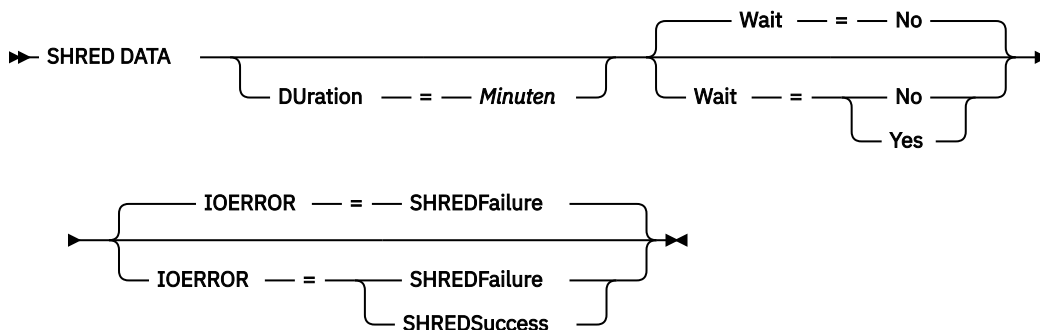 Wait = No
SHRED DATA
DUration = Minuten Wait = No
Yes
IOERROR = SHREDFailure
IOERROR = SHREDFailure
SHREDSuccess